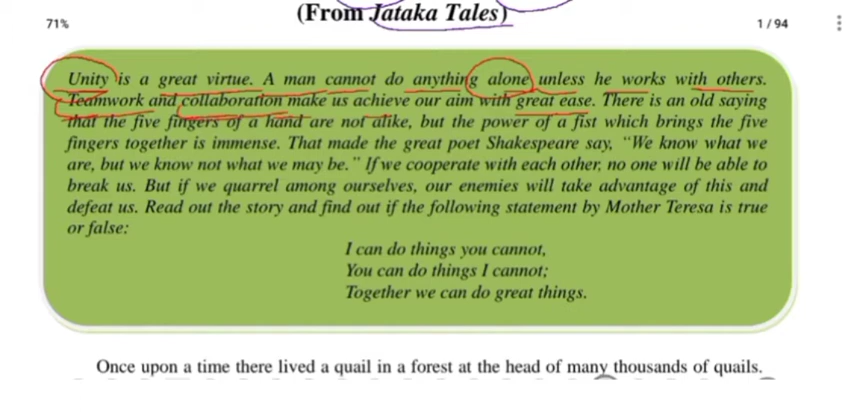 (From Jataka Tales)
71%
1 / 94
Unity is a great virtue. A man cannot do anything alone unless he works with others.
Teamwork and collaboration make us achieve our aim with great ease. There is an old saying
that the five fingers of a hand are not alike, but the power of a fist which brings the five
fingers together is immense. That made the great poet Shakespeare say, “We know what we
are, but we know not what we may be.” If we cooperate with each other, no one will be able to
break us. But if we quarrel among ourselves, our enemies will take advantage of this and
defeat us. Read out the story and find out if the following statement by Mother Teresa is true
or false:
I can do things you cannot,
You can do things I cannot;
Together we can do great things.
Once upon a time there lived a quail in a forest at the head of many thousands of quails.